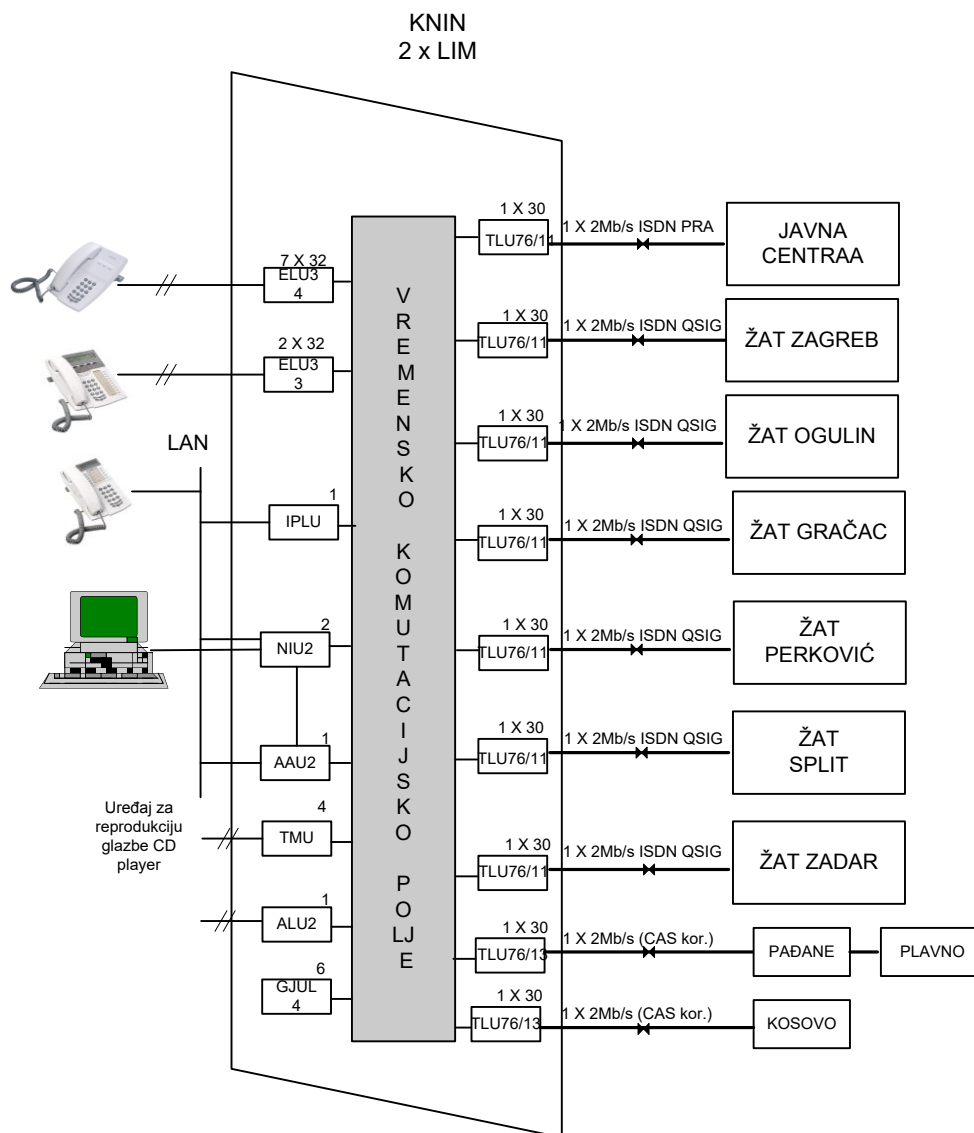 KNIN
2 x LIM
7 X 32
ELU3
4
2 X 32
ELU3
3
LAN
1
IPLU
2
NIU2
1
AAU2
Uređaj za
reprodukciju
glazbe CD
player
4
TMU
1
ALU2
6
GJUL
4
VREMENSKO KOMUTACIJSKO POLJE
1 X 30
TLU76/11
1 X 2Mb/s ISDN PRA
JAVNA
CENTRAA
1 X 30
TLU76/11
1 X 2Mb/s ISDN QSIG
ŽAT ZAGREB
1 X 30
TLU76/11
1 X 2Mb/s ISDN QSIG
ŽAT OGULIN
1 X 30
TLU76/11
1 X 2Mb/s ISDN QSIG
ŽAT GRAČAC
1 X 30
TLU76/11
1 X 2Mb/s ISDN QSIG
ŽAT
PERKOVIĆ
1 X 30
TLU76/11
1 X 2Mb/s ISDN QSIG
ŽAT
SPLIT
1 X 30
TLU76/11
1 X 2Mb/s ISDN QSIG
ŽAT ZADAR
1 X 30
TLU76/13
1 X 2Mb/s (CAS kor.)
PAĐANE
PLAVNO
1 X 30
TLU76/13
1 X 2Mb/s (CAS kor.)
KOSOVO